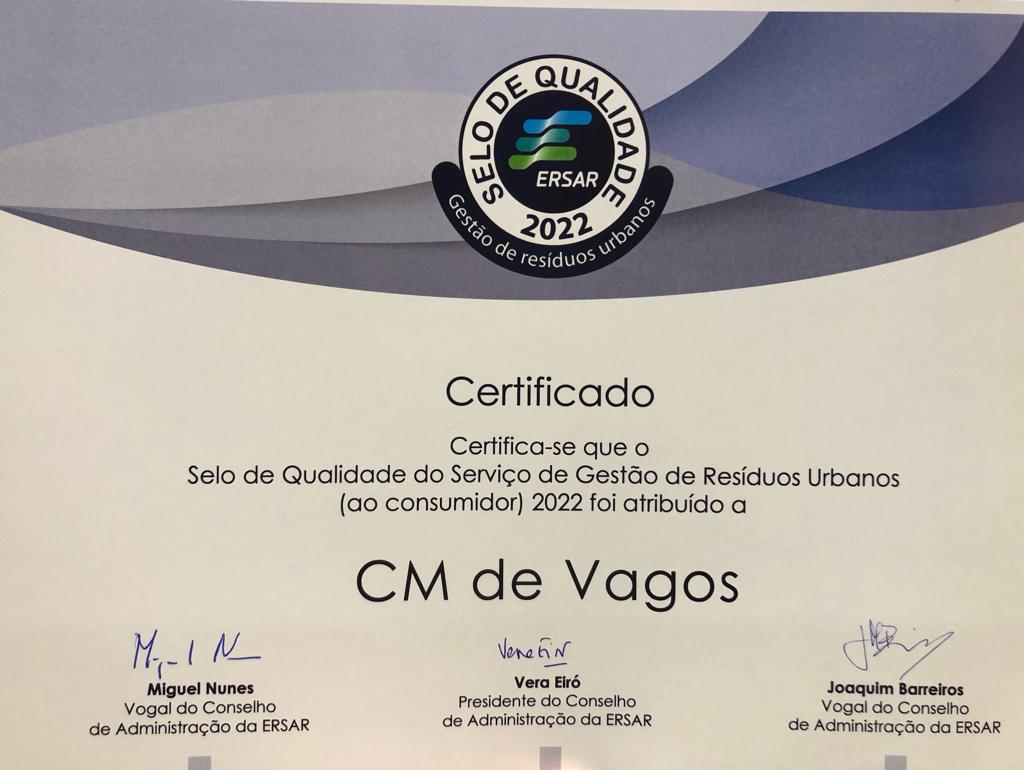 SELO DE QUALIDADE
ERSAR
2022
Gestão de resíduos urbanos
Certificado
Certifica-se que o
Selo de Qualidade do Serviço de Gestão de Resíduos Urbanos
(ao consumidor) 2022 foi atribuído a
CM de Vagos
Miguel Nunes
Vogal do Conselho
de Administração da ERSAR
Vera Eiró
Presidente do Conselho
de Administração da ERSAR
Joaquim Barreiros
Vogal do Conselho
de Administração da ERSAR